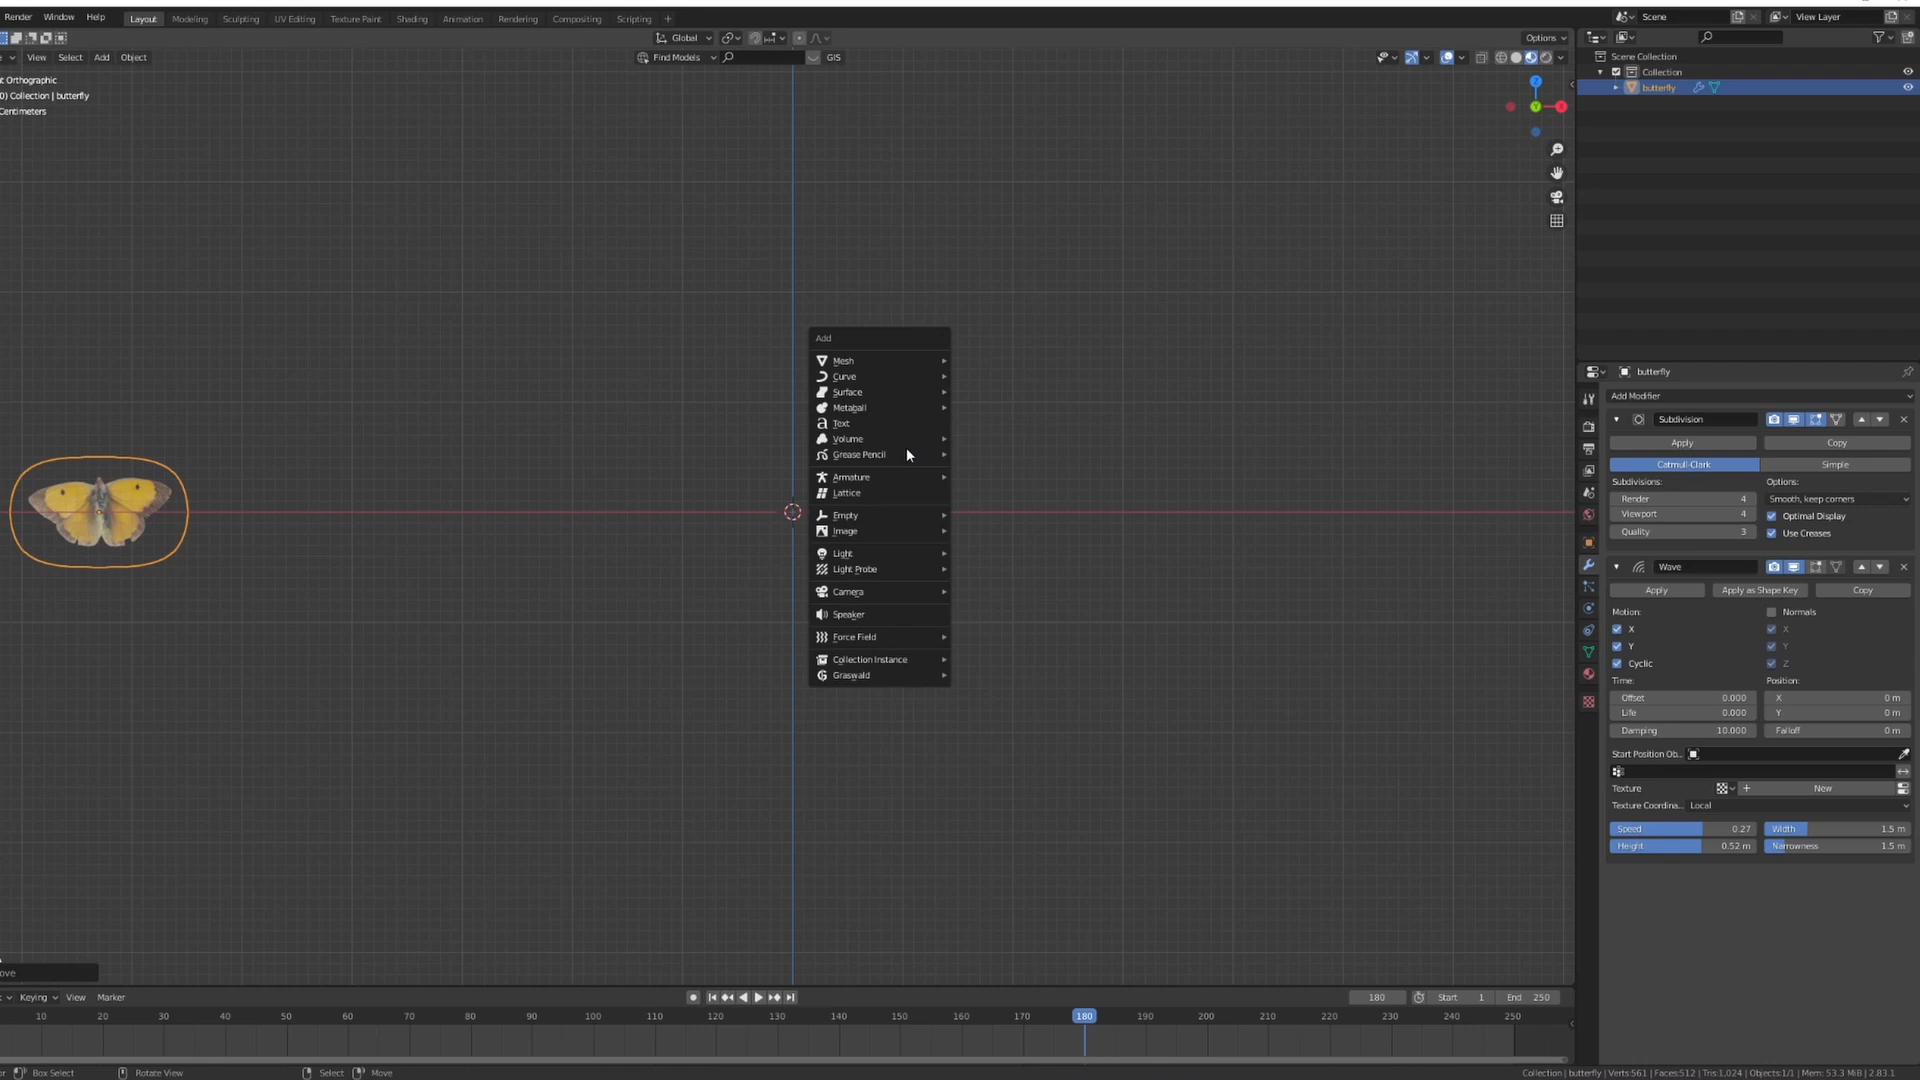 Render Window Help Layout Modeling Sculpting UV Editing Texture Paint Shading Animation Rendering Compositing Scripting + Scene View Layer
Global Options
View Select Add Object Find Models GIS
Orthographic
0) Collection | butterfly
Centimeters
Z
Y
X
Scene Collection
Collection
butterfly
Add
Mesh
Curve
Surface
Metaball
Text
Volume
Grease Pencil
Armature
Lattice
Empty
Image
Light
Light Probe
Camera
Speaker
Force Field
Collection Instance
Graswald
butterfly
Add Modifier
Subdivision
Apply Copy
Catmull-Clark Simple
Subdivisions: Options:
Render 4 Smooth, keep corners
Viewport 4 Optimal Display
Quality 3 Use Creases
Wave
Apply Apply as Shape Key Copy
Motion: Normals
X X
Y Y
Cyclic Z
Time: Position:
Offset 0.000 X 0 m
Life 0.000 Y 0 m
Damping 10.000 Falloff 0 m
Start Position Ob..
Texture + New
Texture Coordina.. Local
Speed 0.27 Width 1.5 m
Height 0.52 m Narrowness 1.5 m
ove
Keying View Marker 180 Start 1 End 250
10 20 30 40 50 60 70 80 90 100 110 120 130 140 150 160 170 180 190 200 210 220 230 240 250
Box Select Rotate View Select Move Collection | butterfly | Verts:561 | Faces:512 | Tris:1,024 | Objects:1/1 | Mem: 53.3 MiB | 2.83.1